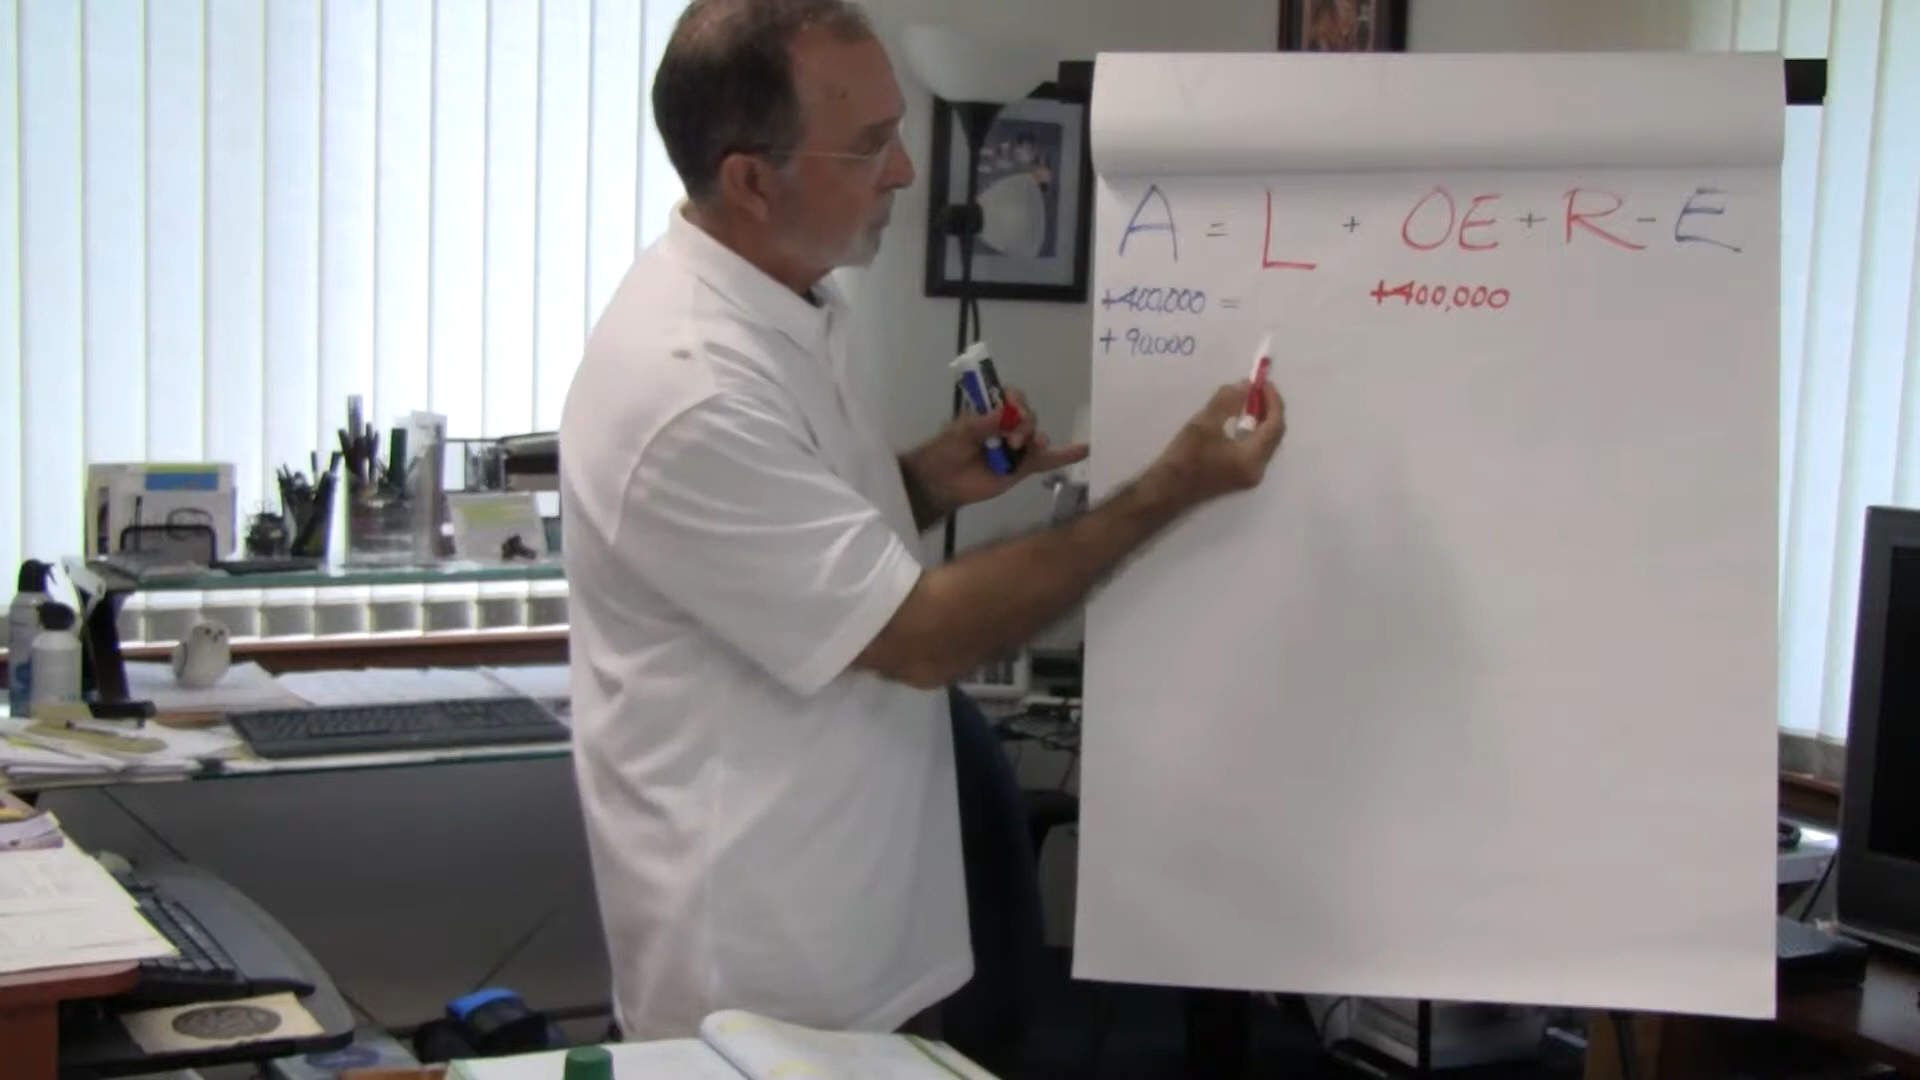 A = L + OE + R - E
+400,000 = +400,000
+ 90,000